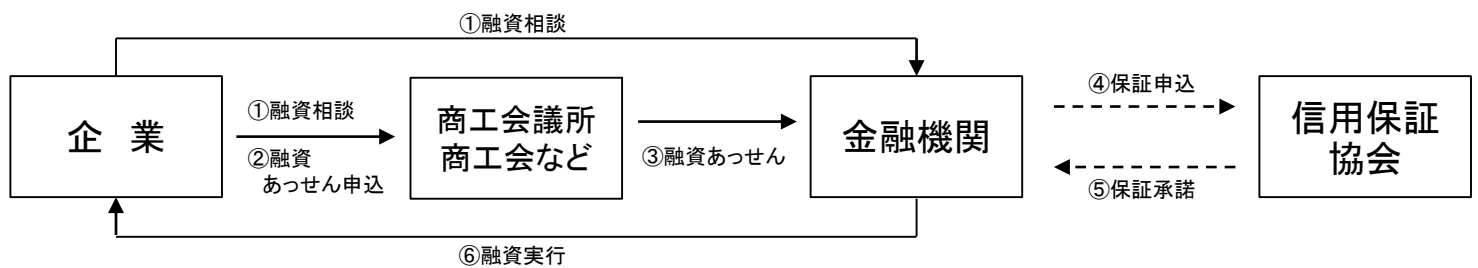 ①融資相談
企　業
①融資相談
②融資
あっせん申込
商工会議所
商工会など
③融資あっせん
金融機関
④保証申込
⑤保証承諾
信用保証
協会
⑥融資実行